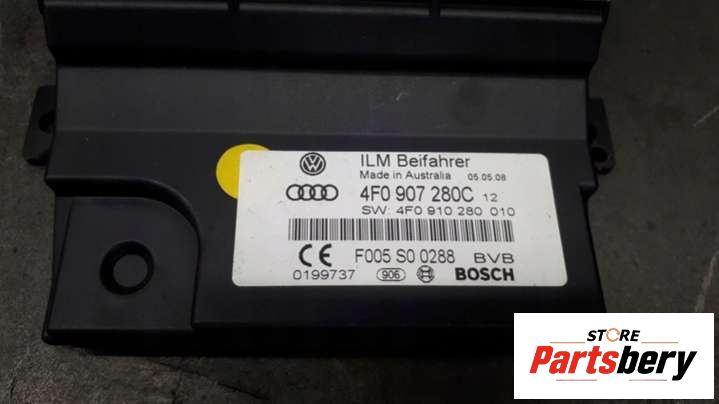 ILM Beifahrer
Made in Australia 05.05.08
4F0 907 280C 12
SW: 4F0 910 280 010
F005 S0 0288 BVB
0199737 906 BOSCH
STORE
Partsbery